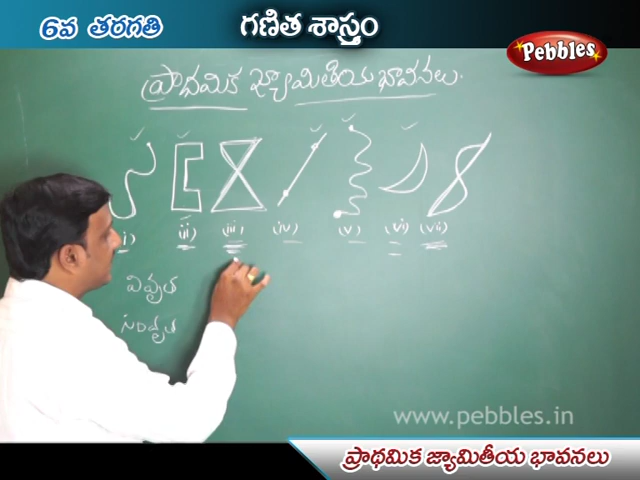 6వ తరగతి గణిత శాస్త్రం
Pebbles
ప్రాథమిక జ్యామితీయ భావనలు.
(i) (ii) (iii) (iv) (v) (vi) (vii)
వివృత
సంవృత
www.pebbles.in
ప్రాథమిక జ్యామితీయ భావనలు